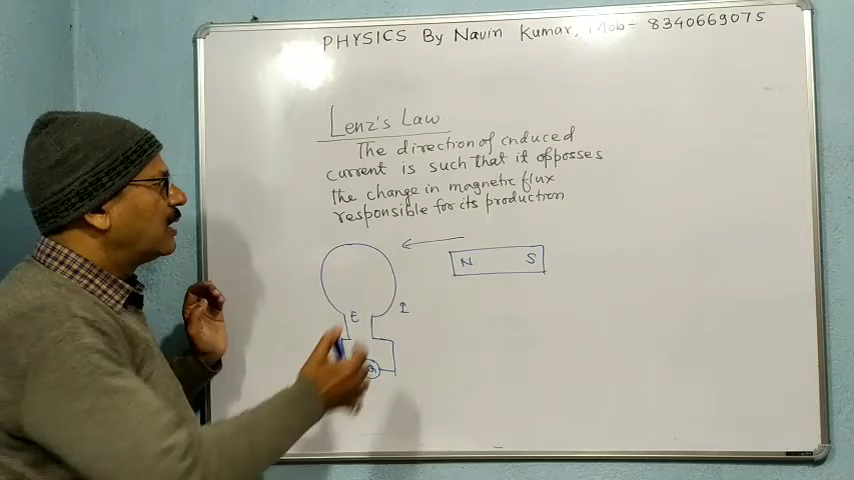 PHYSICS By Navin Kumar, Mob- 8340669075
Lenz's Law
The direction of induced
current is such that it opposses
the change in magnetic flux
responsible for its production
N S
E I
G